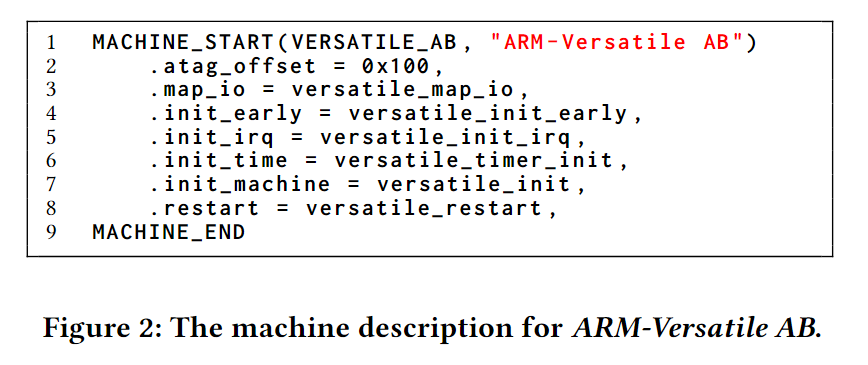 1 MACHINE_START(VERSATILE_AB, "ARM-Versatile AB")
2 .atag_offset = 0x100,
3 .map_io = versatile_map_io,
4 .init_early = versatile_init_early,
5 .init_irq = versatile_init_irq,
6 .init_time = versatile_timer_init,
7 .init_machine = versatile_init,
8 .restart = versatile_restart,
9 MACHINE_END
Figure 2: The machine description for ARM-Versatile AB.